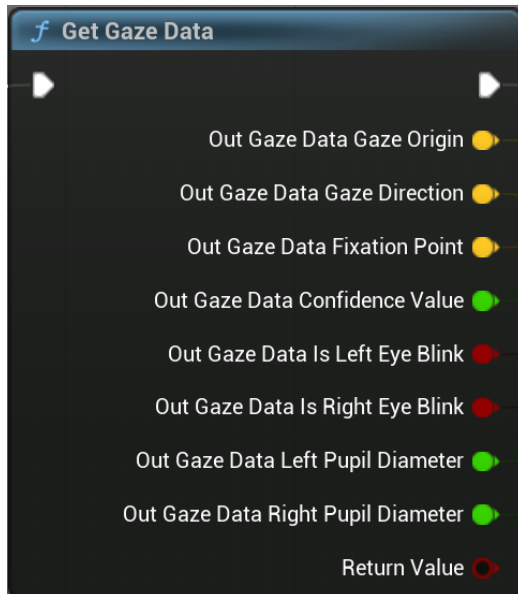 f Get Gaze Data
Out Gaze Data Gaze Origin
Out Gaze Data Gaze Direction
Out Gaze Data Fixation Point
Out Gaze Data Confidence Value
Out Gaze Data Is Left Eye Blink
Out Gaze Data Is Right Eye Blink
Out Gaze Data Left Pupil Diameter
Out Gaze Data Right Pupil Diameter
Return Value